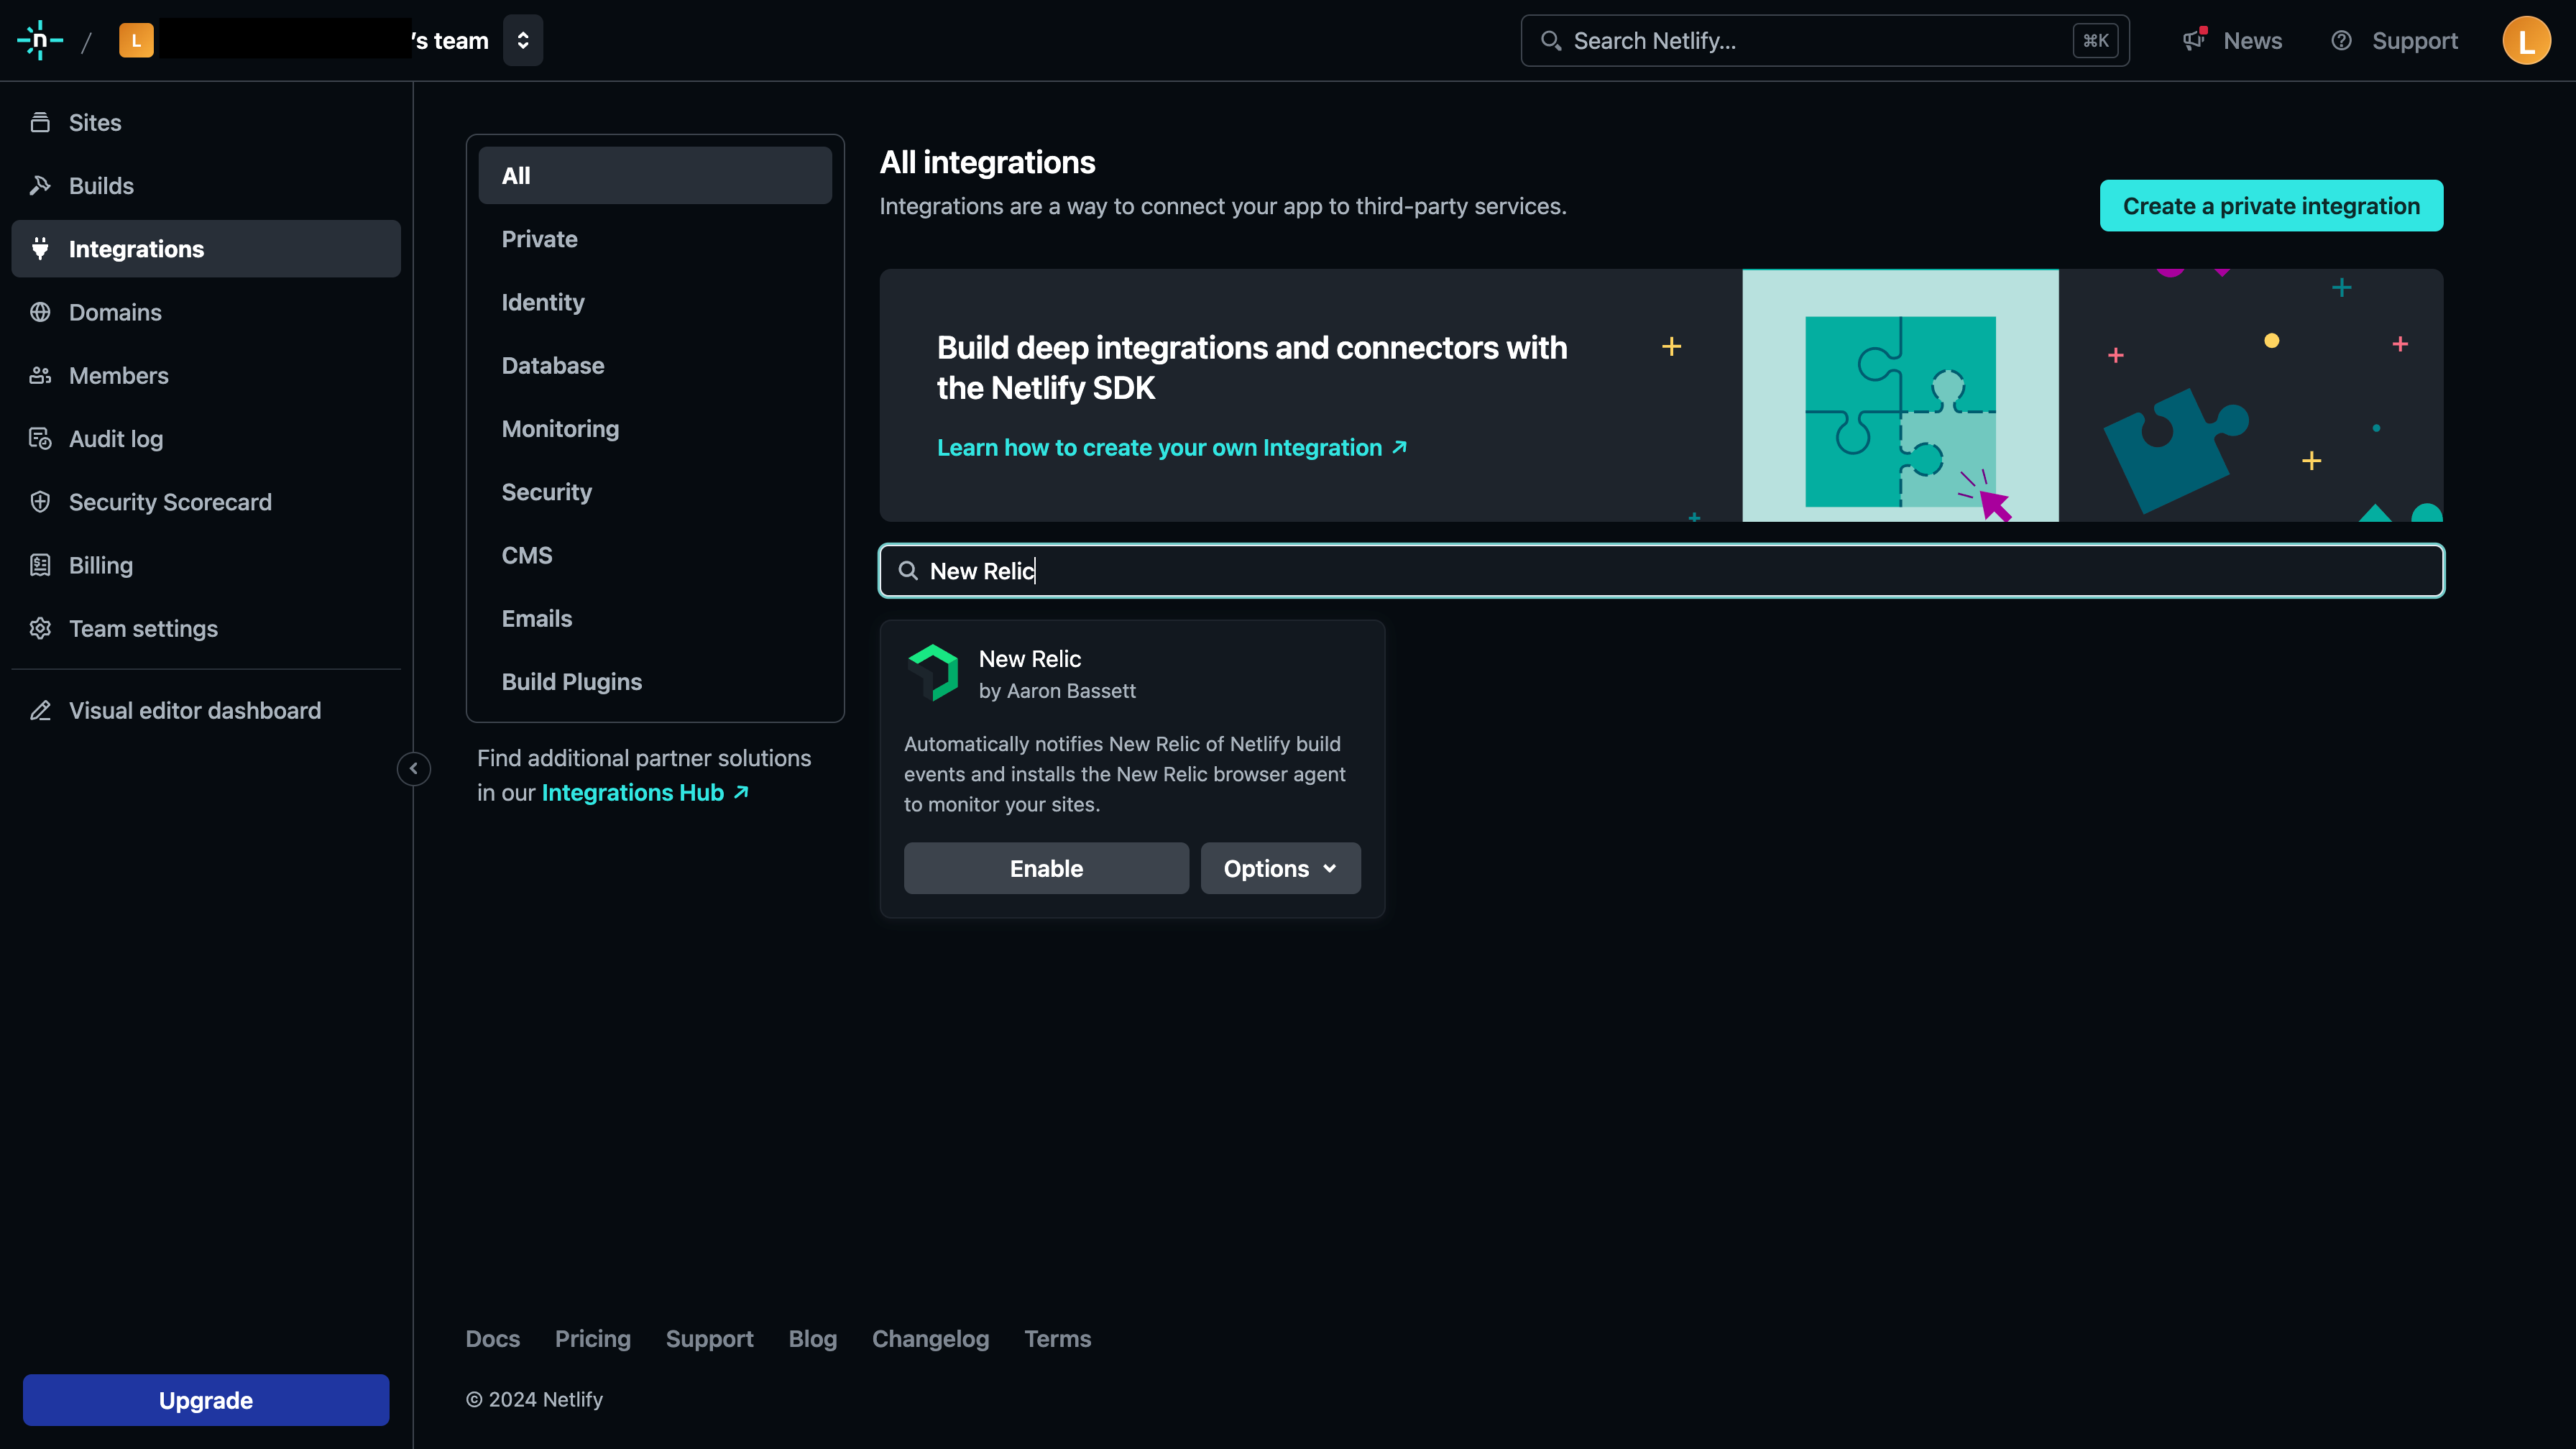 n / L 's team
Search Netlify... ⌘K
News
Support
L
Sites
Builds
Integrations
Domains
Members
Audit log
Security Scorecard
Billing
Team settings
Visual editor dashboard
Upgrade
All
Private
Identity
Database
Monitoring
Security
CMS
Emails
Build Plugins
Find additional partner solutions
in our Integrations Hub ↗
All integrations
Integrations are a way to connect your app to third-party services.
Create a private integration
Build deep integrations and connectors with
the Netlify SDK
Learn how to create your own Integration ↗
New Relic
New Relic
by Aaron Bassett
Automatically notifies New Relic of Netlify build
events and installs the New Relic browser agent
to monitor your sites.
Enable
Options
Docs Pricing Support Blog Changelog Terms
© 2024 Netlify